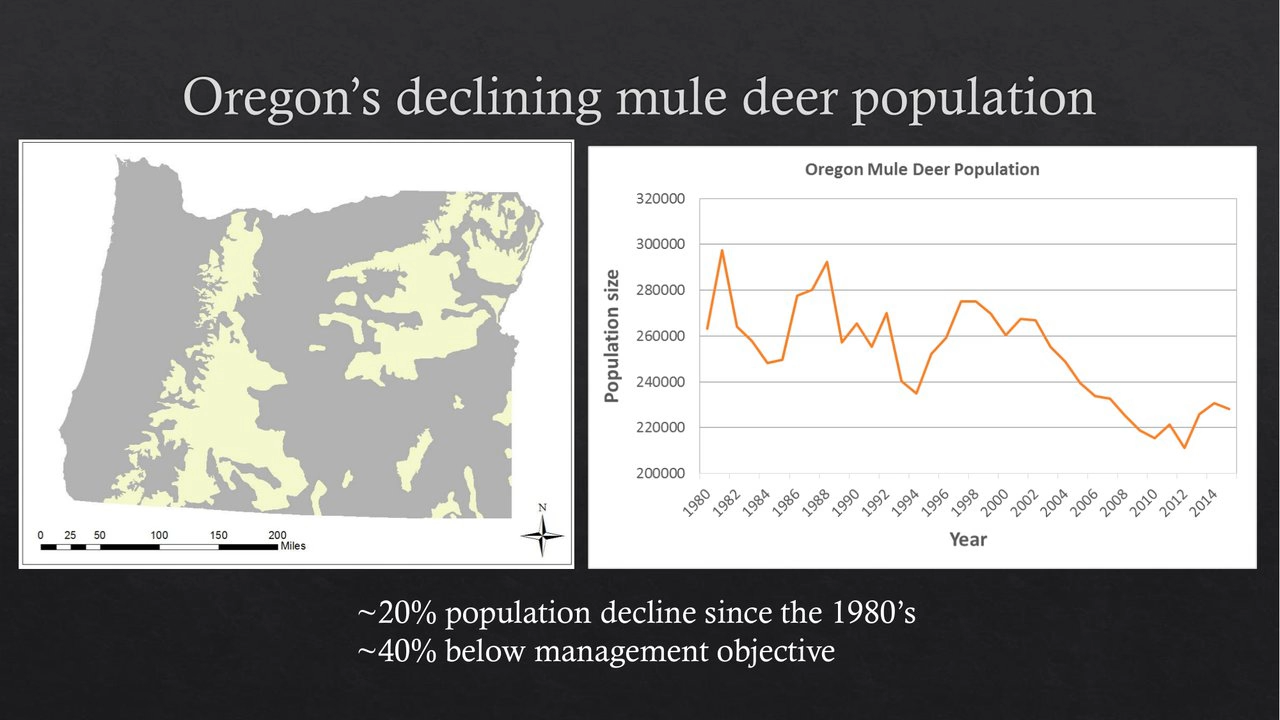 Oregon’s declining mule deer population
N
0 25 50 100 150 200
Miles
Oregon Mule Deer Population
Population size
320000
300000
280000
260000
240000
220000
200000
1980 1982 1984 1986 1988 1990 1992 1994 1996 1998 2000 2002 2004 2006 2008 2010 2012 2014
Year
~20% population decline since the 1980’s
~40% below management objective